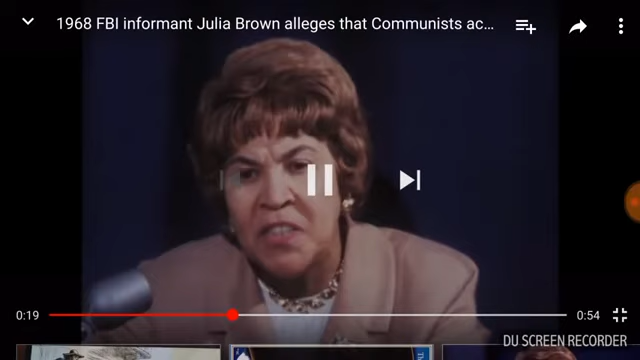 1968 FBI informant Julia Brown alleges that Communists ac...
0:19
0:54
DU SCREEN RECORDER